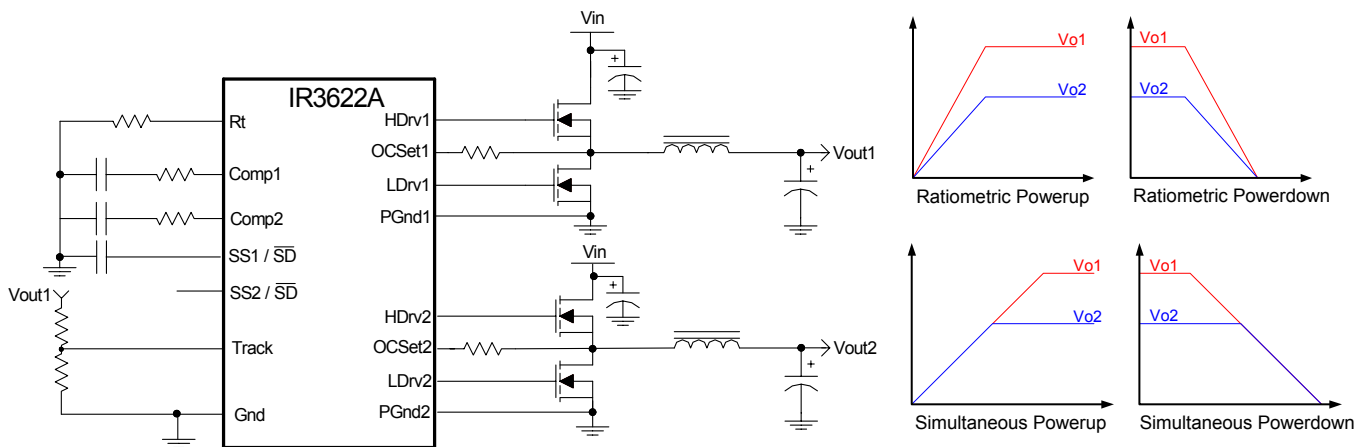 IR3622A
Rt
Comp1
Comp2
SS1 / SD
SS2 / SD
Vout1
Track
Gnd
HDrv1
OCSet1
LDrv1
PGnd1
HDrv2
OCSet2
LDrv2
PGnd2
Vin
+
+
Vout1
Vin
+
+
Vout2
Vo1
Vo2
Ratiometric Powerup
Vo1
Vo2
Ratiometric Powerdown
Vo1
Vo2
Simultaneous Powerup
Vo1
Vo2
Simultaneous Powerdown